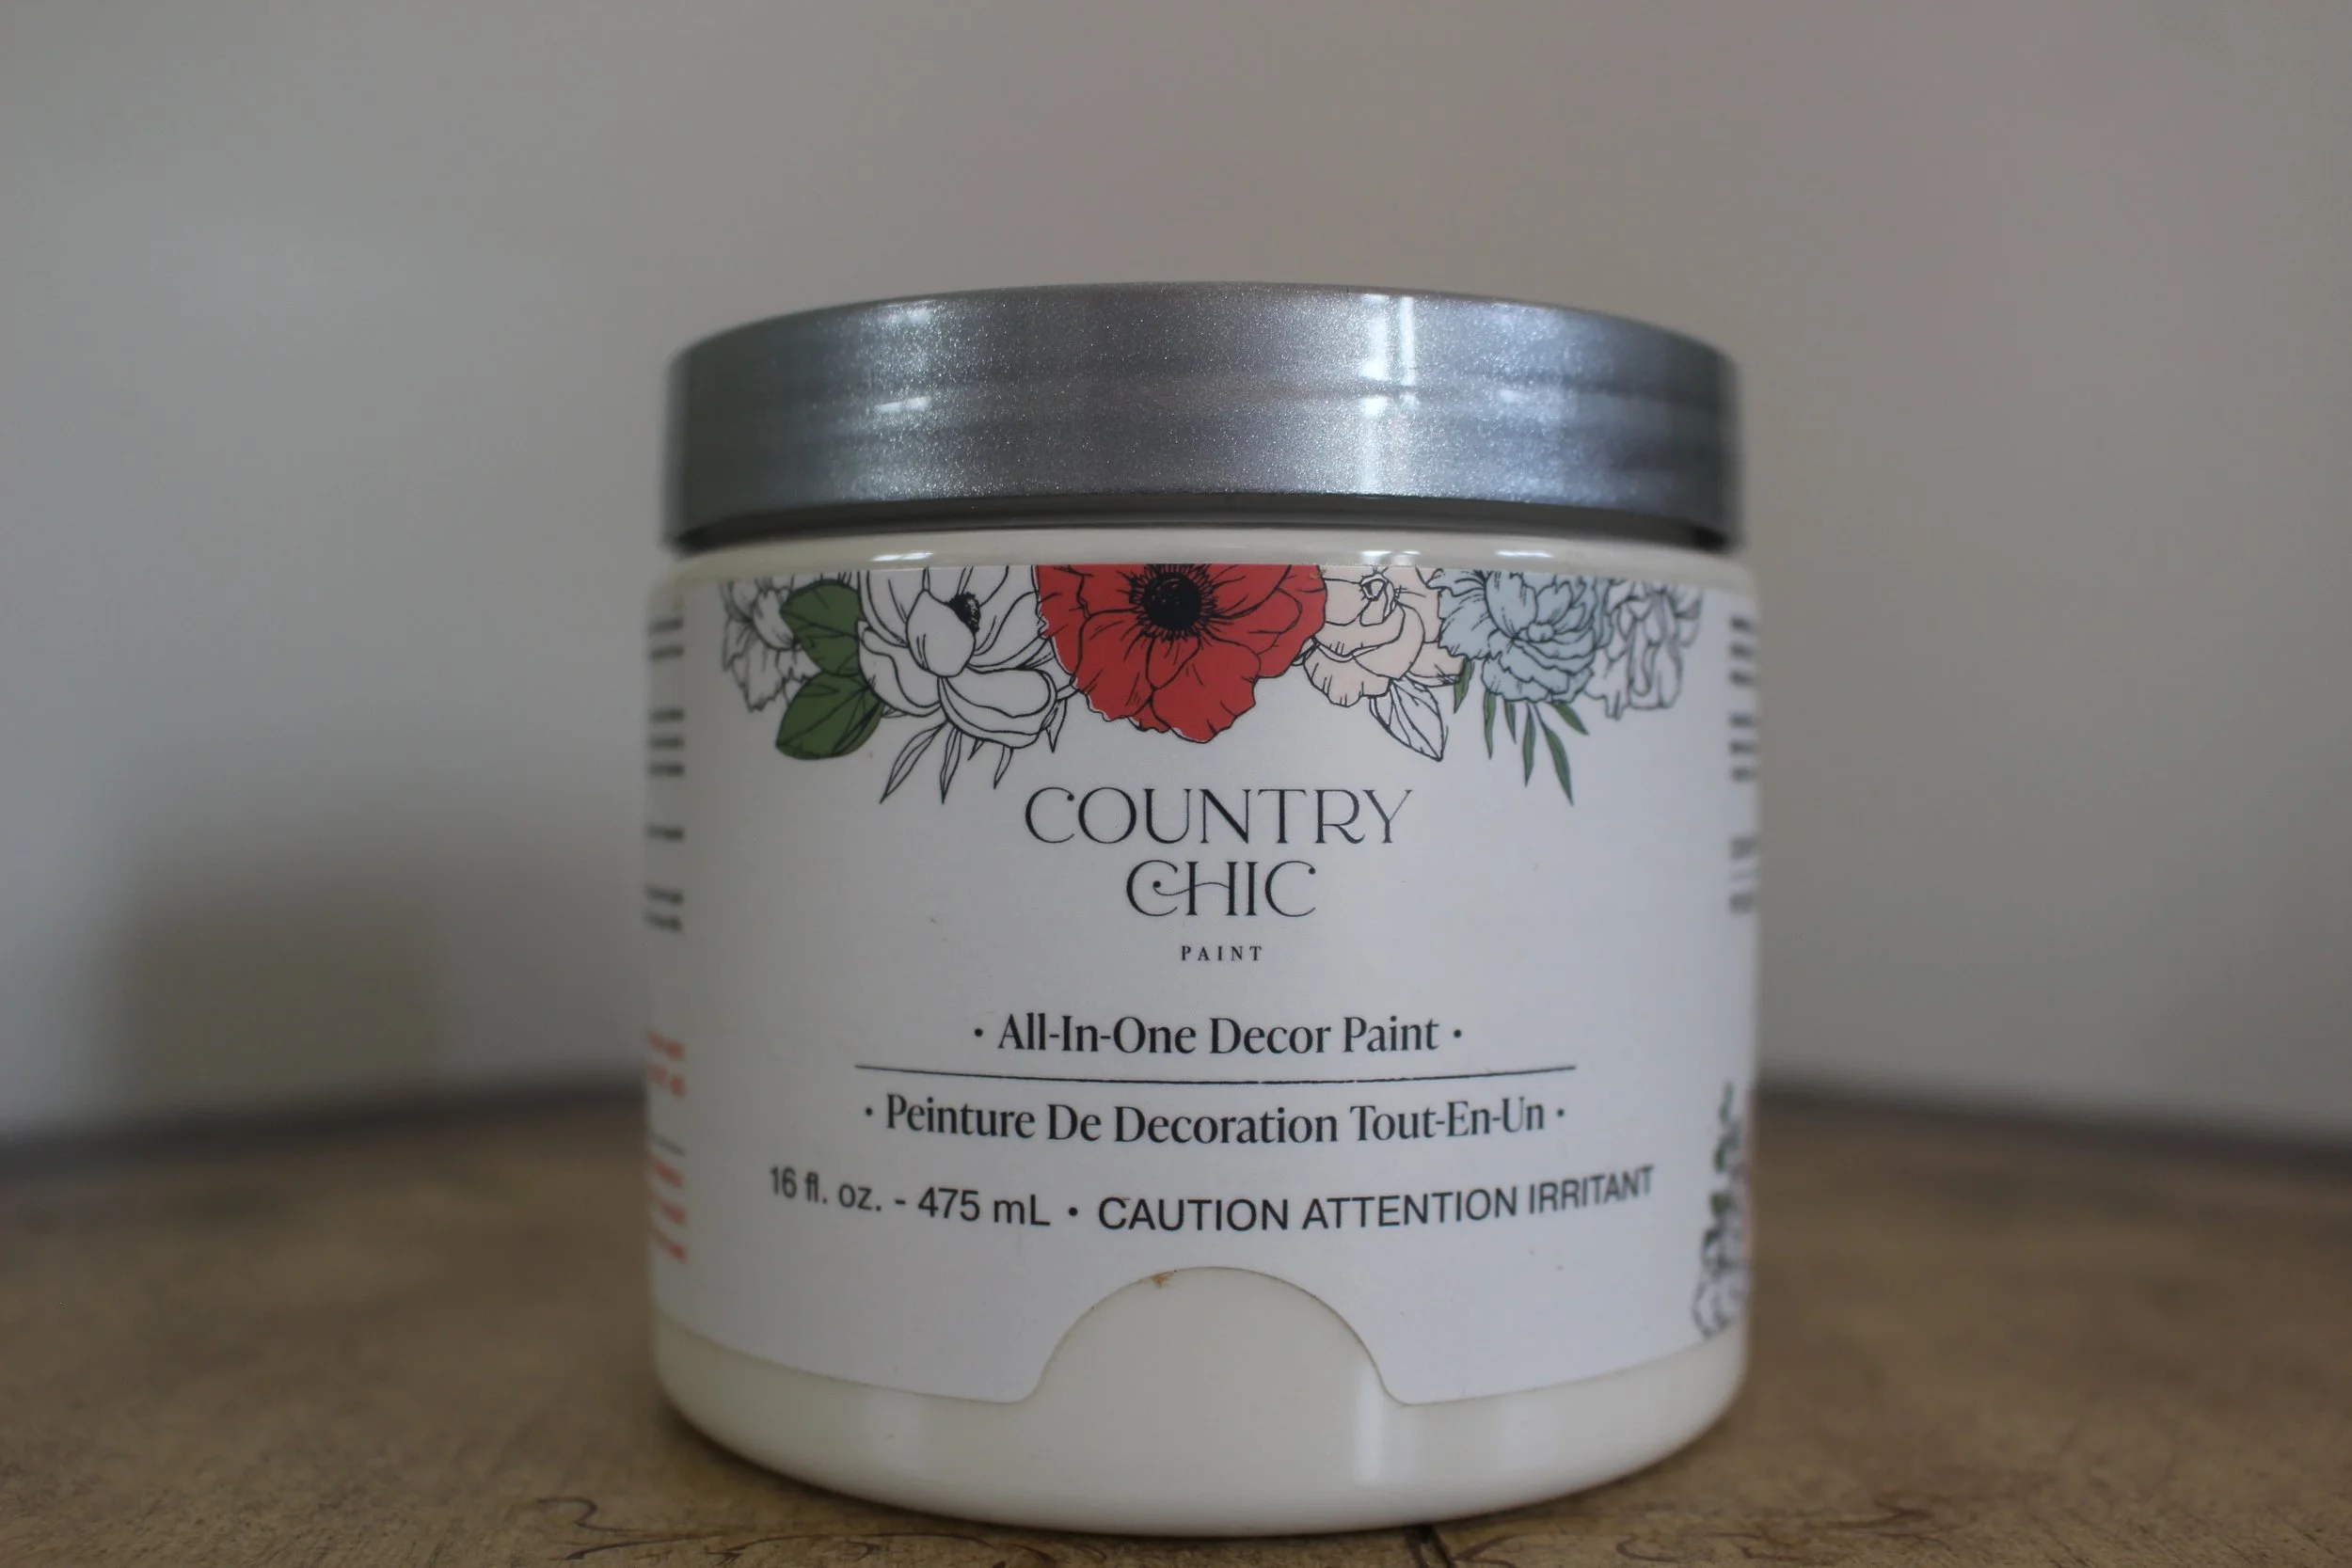 COUNTRY
CHIC
PAINT
· All-In-One Decor Paint ·
· Peinture De Decoration Tout-En-Un ·
16 fl. oz. - 475 mL · CAUTION ATTENTION IRRITANT